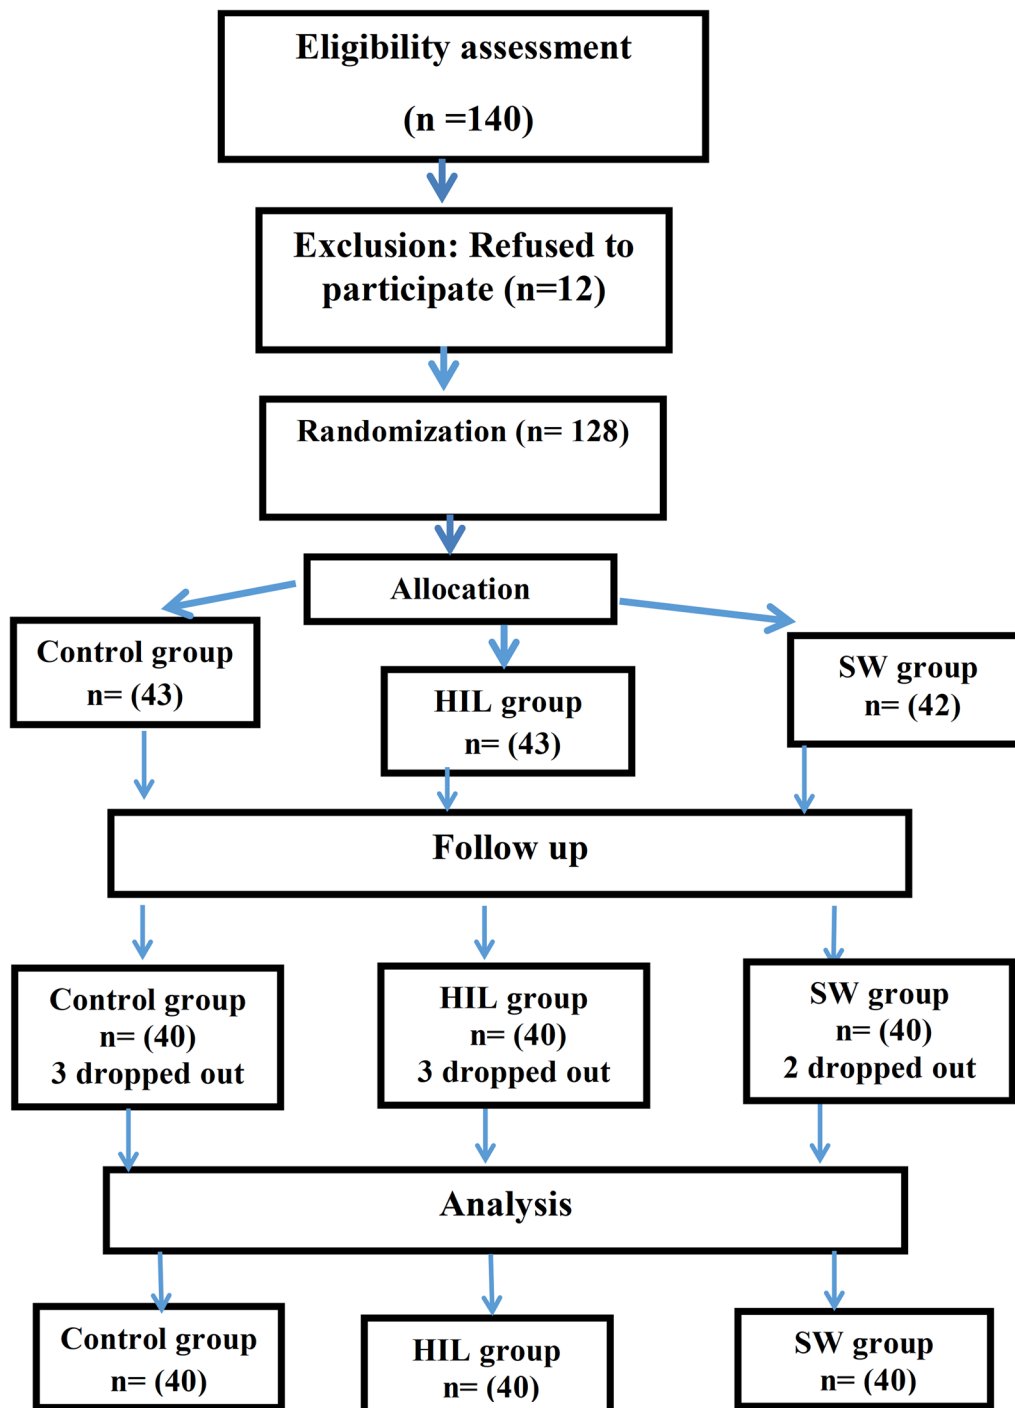 Eligibility assessment
(n =140)
Exclusion: Refused to
participate (n=12)
Randomization (n= 128)
Allocation
Control group
n= (43)
HIL group
n= (43)
SW group
n= (42)
Follow up
Control group
n= (40)
3 dropped out
HIL group
n= (40)
3 dropped out
SW group
n= (40)
2 dropped out
Analysis
Control group
n= (40)
HIL group
n= (40)
SW group
n= (40)